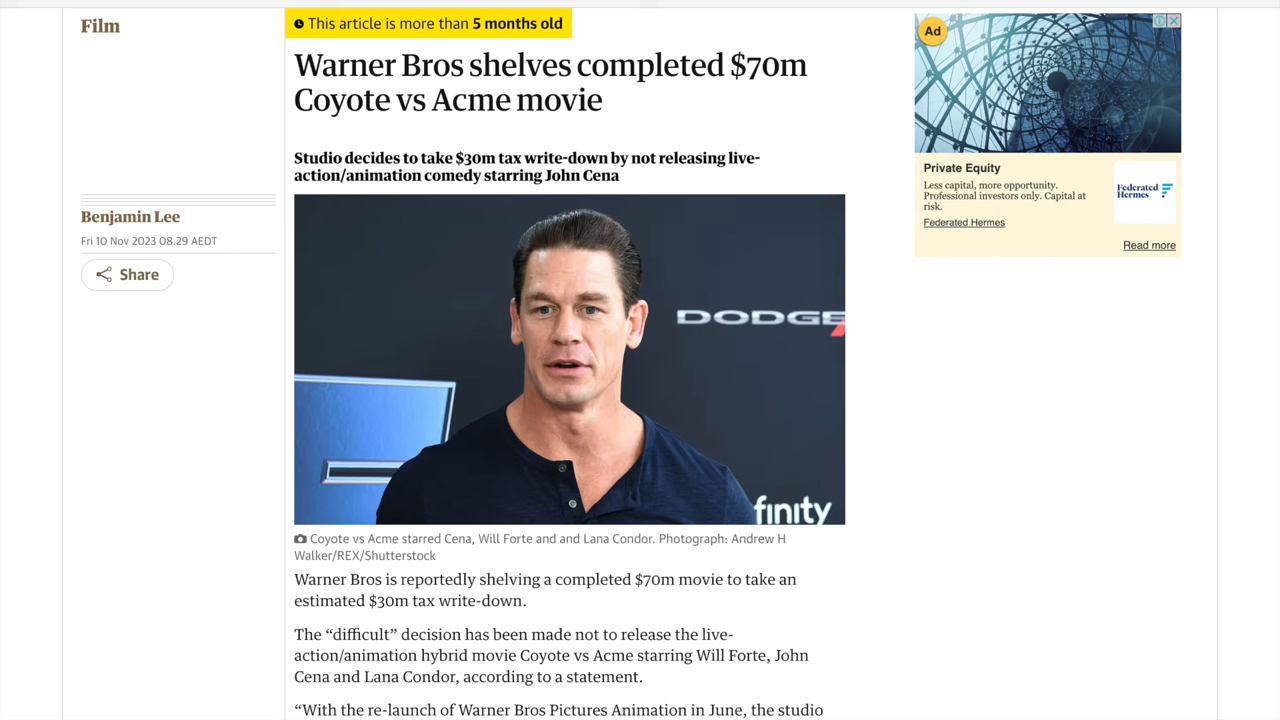 Film
This article is more than 5 months old
Warner Bros shelves completed $70m
Coyote vs Acme movie
Studio decides to take $30m tax write-down by not releasing live-
action/animation comedy starring John Cena
Benjamin Lee
Fri 10 Nov 2023 08.29 AEDT
Share
DODGE
finity
Coyote vs Acme starred Cena, Will Forte and and Lana Condor. Photograph: Andrew H
Walker/REX/Shutterstock
Warner Bros is reportedly shelving a completed $70m movie to take an
estimated $30m tax write-down.
The “difficult” decision has been made not to release the live-
action/animation hybrid movie Coyote vs Acme starring Will Forte, John
Cena and Lana Condor, according to a statement.
“With the re-launch of Warner Bros Pictures Animation in June, the studio
Ad
Private Equity
Less capital, more opportunity.
Professional investors only. Capital at
risk.
Federated Hermes
Federated
Hermes
Read more